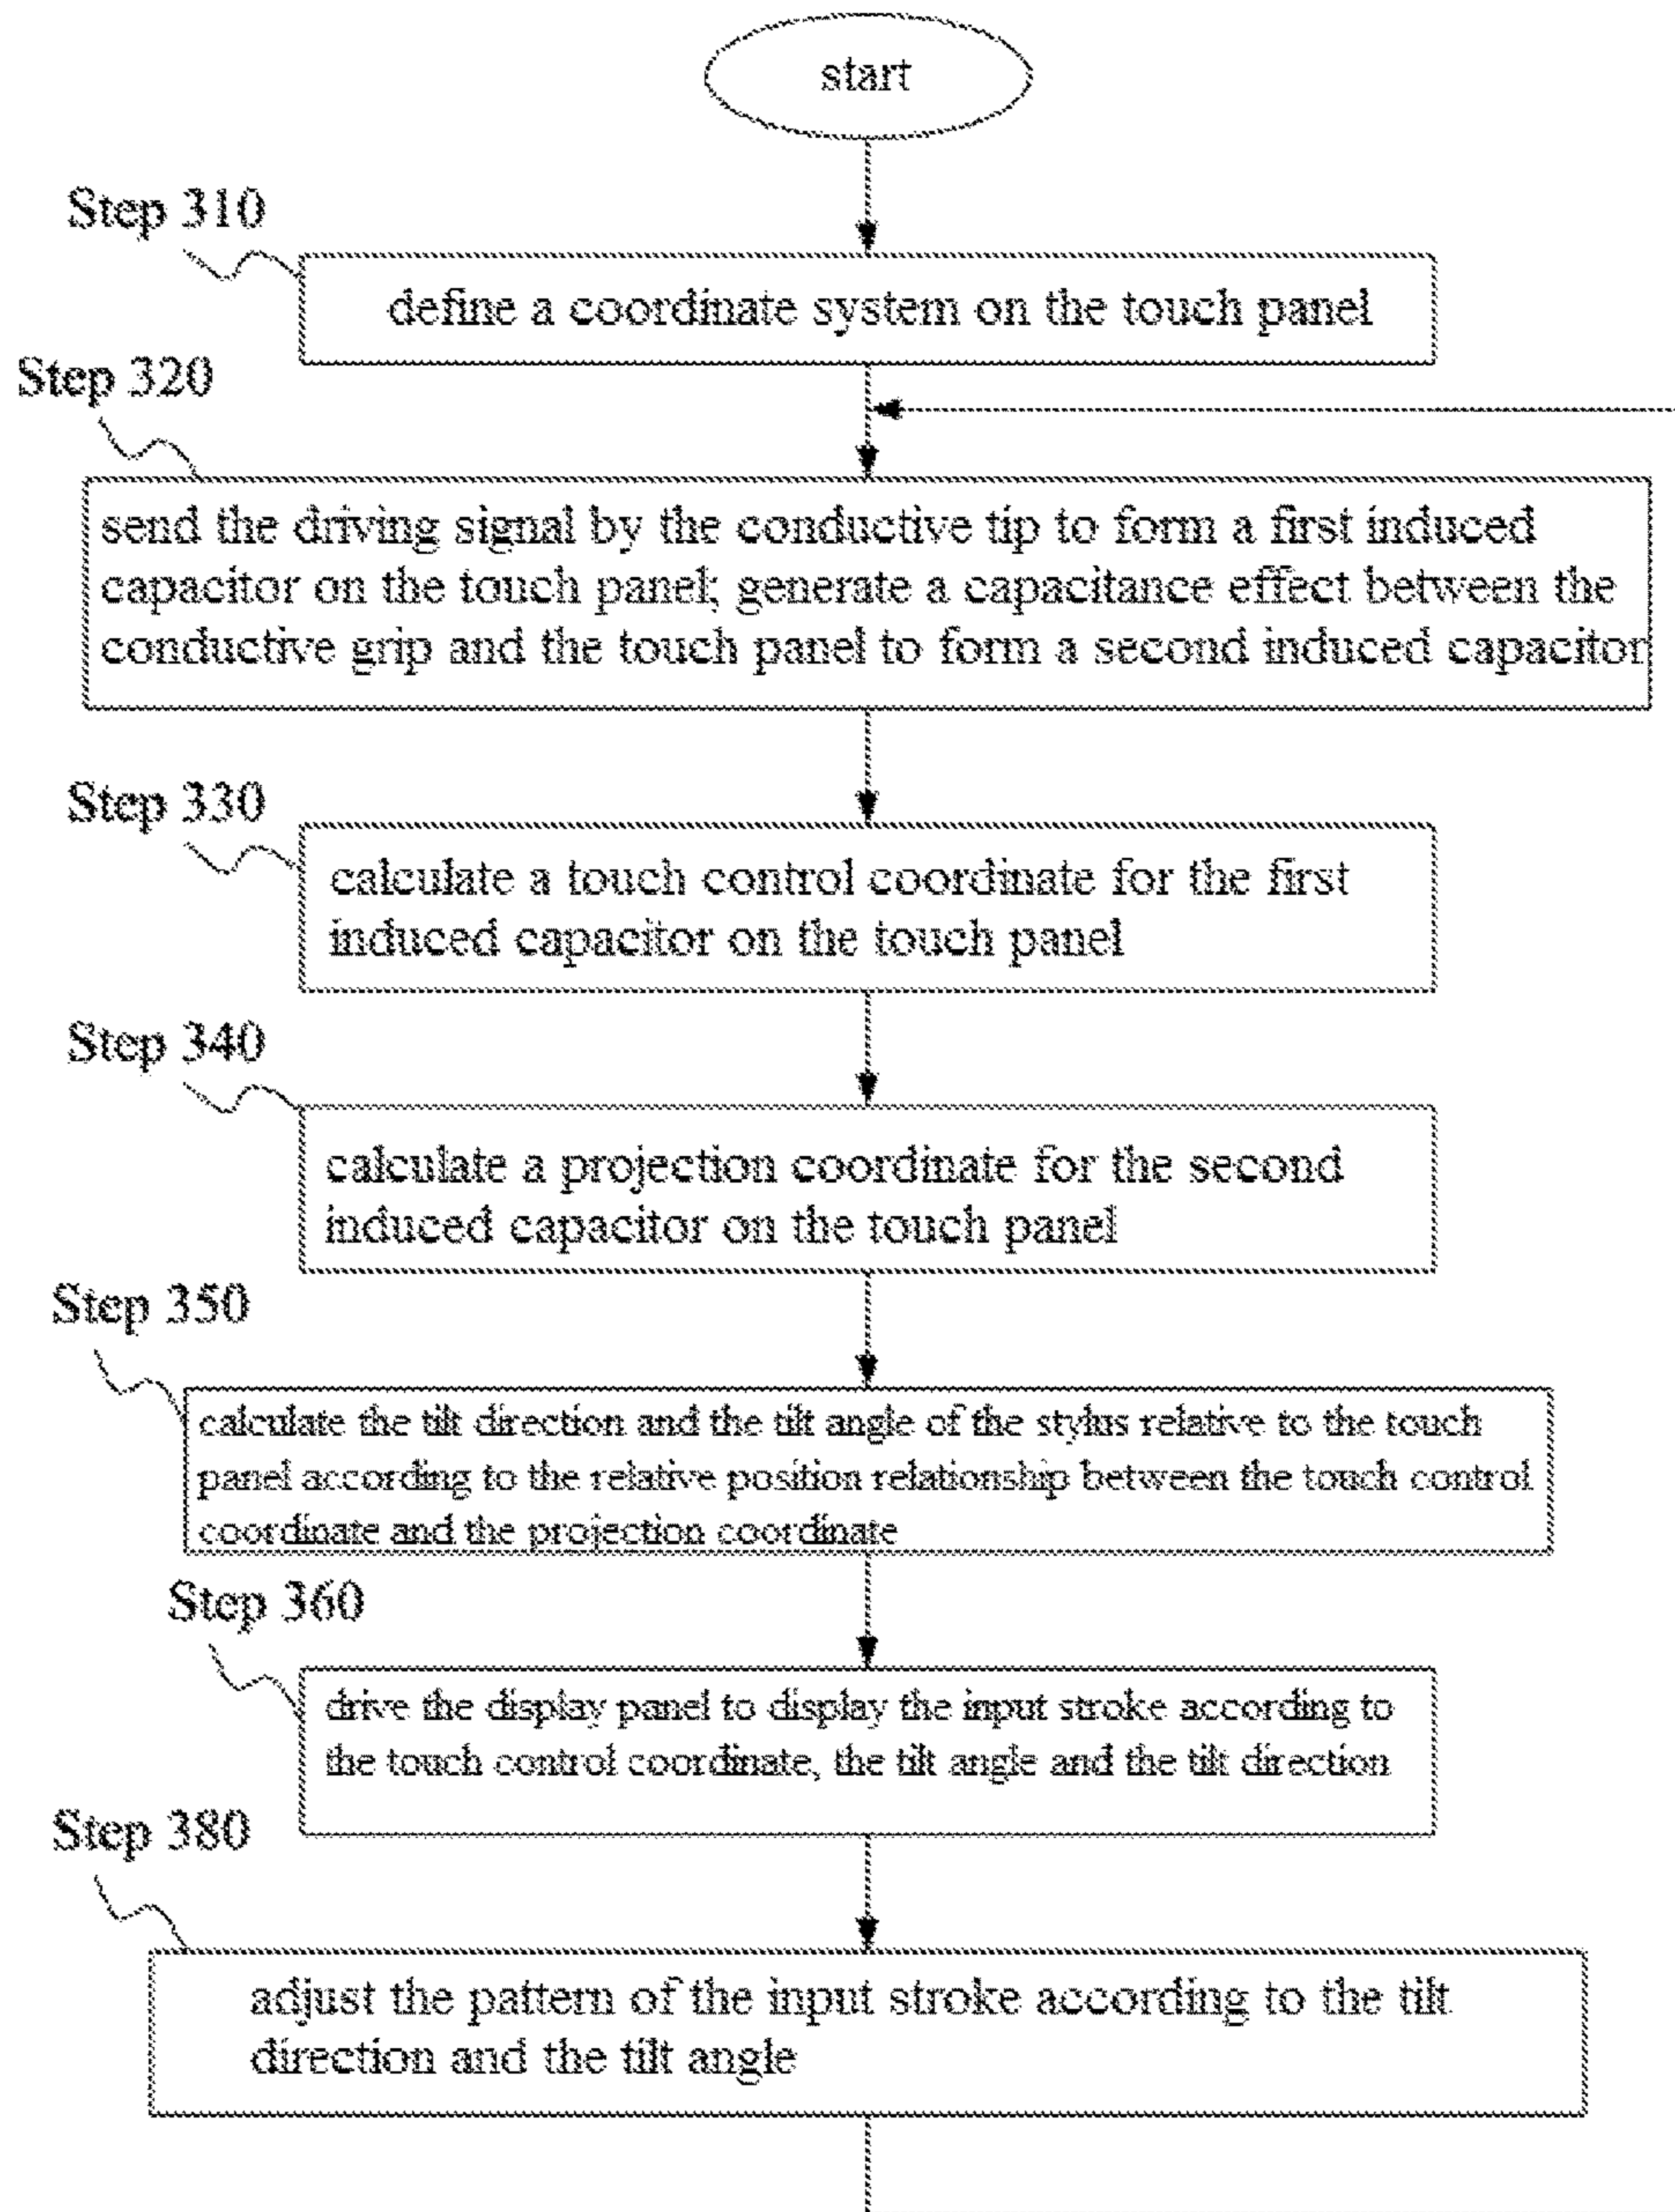 start
Step 310
define a coordinate system on the touch panel
Step 320
send the driving signal by the conductive tip to form a first induced
capacitor on the touch panel; generate a capacitance effect between the
conductive grip and the touch panel to form a second induced capacitor
Step 330
calculate a touch control coordinate for the first
induced capacitor on the touch panel
Step 340
calculate a projection coordinate for the second
induced capacitor on the touch panel
Step 350
calculate the tilt direction and the tilt angle of the stylus relative to the touch
panel according to the relative position relationship between the touch control
coordinate and the projection coordinate
Step 360
drive the display panel to display the input stroke according to
the touch control coordinate, the tilt angle and the tilt direction
Step 380
adjust the pattern of the input stroke according to the tilt
direction and the tilt angle